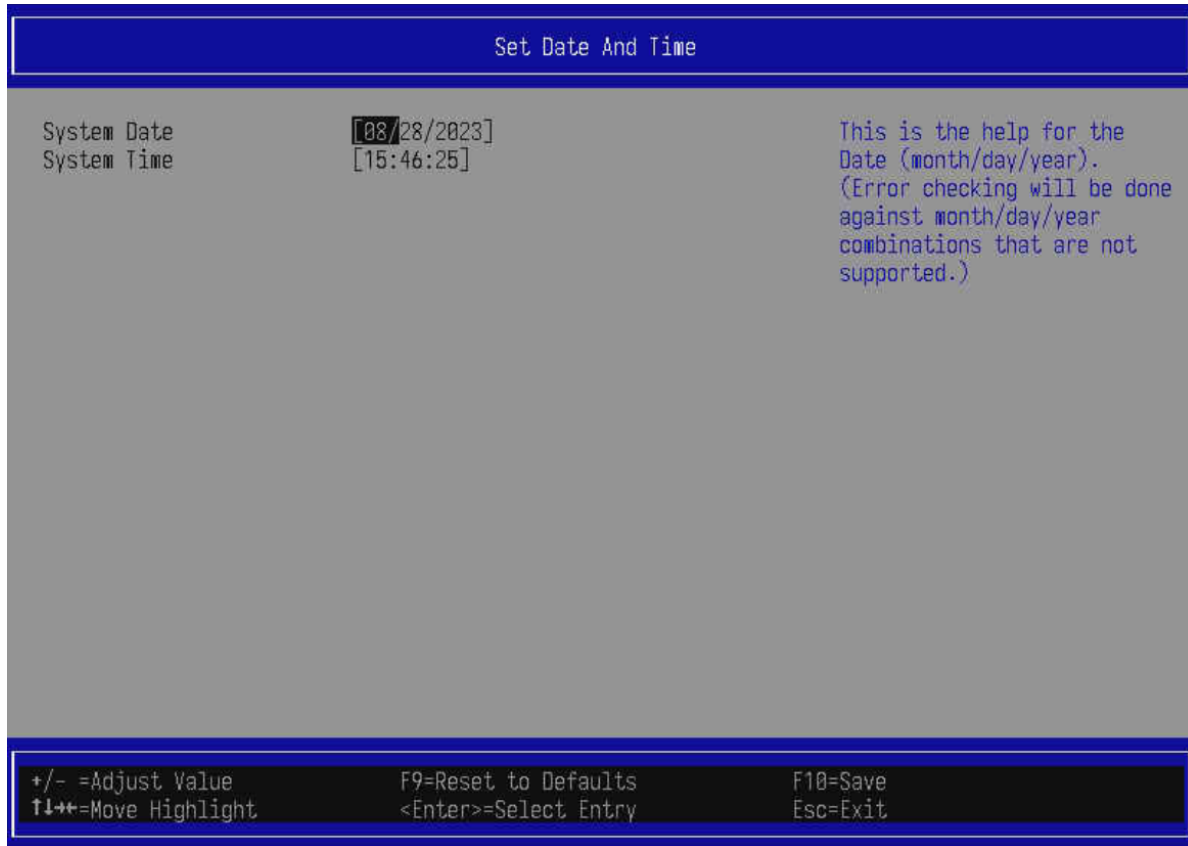 Set Date And Time
System Date [08/28/2023]
System Time [15:46:25]
This is the help for the
Date (month/day/year).
(Error checking will be done
against month/day/year
combinations that are not
supported.)
+/- =Adjust Value F9=Reset to Defaults F10=Save
↑↓→←=Move Highlight <Enter>=Select Entry Esc=Exit